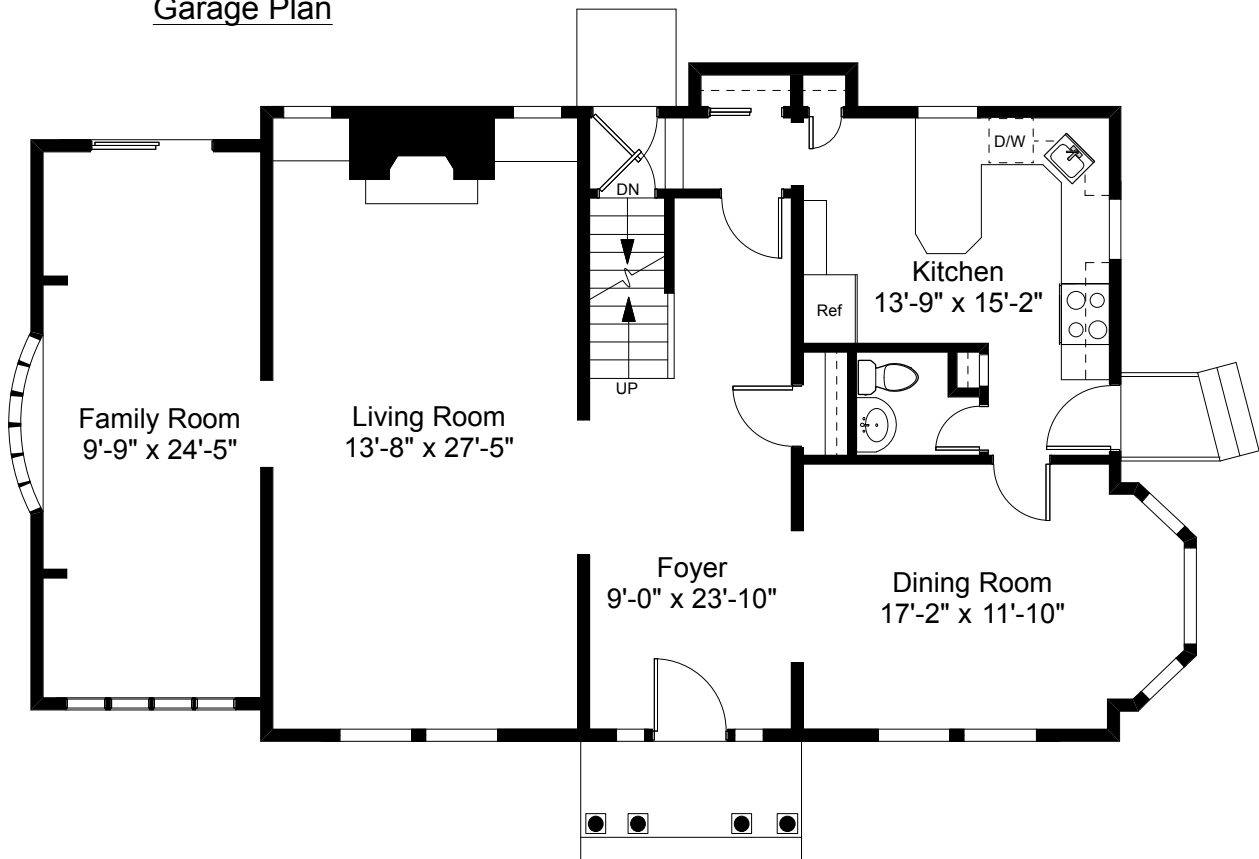 Garage Plan
D/W
DN
Kitchen
13'-9" x 15'-2"
Ref
UP
Family Room
9'-9" x 24'-5"
Living Room
13'-8" x 27'-5"
Foyer
9'-0" x 23'-10"
Dining Room
17'-2" x 11'-10"